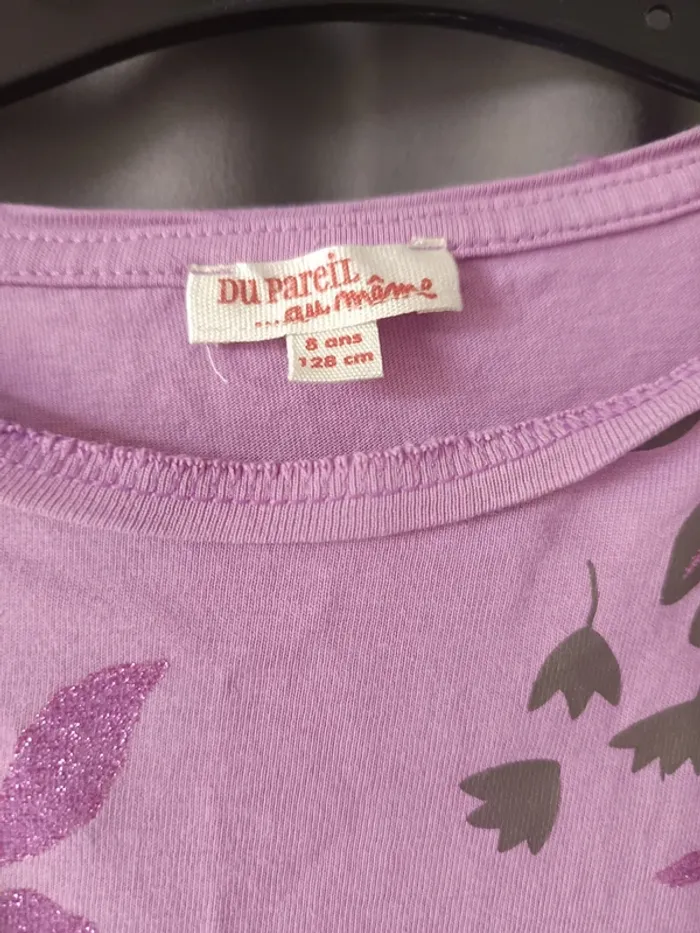 DU PareiL
...au même
8 ans
128 cm